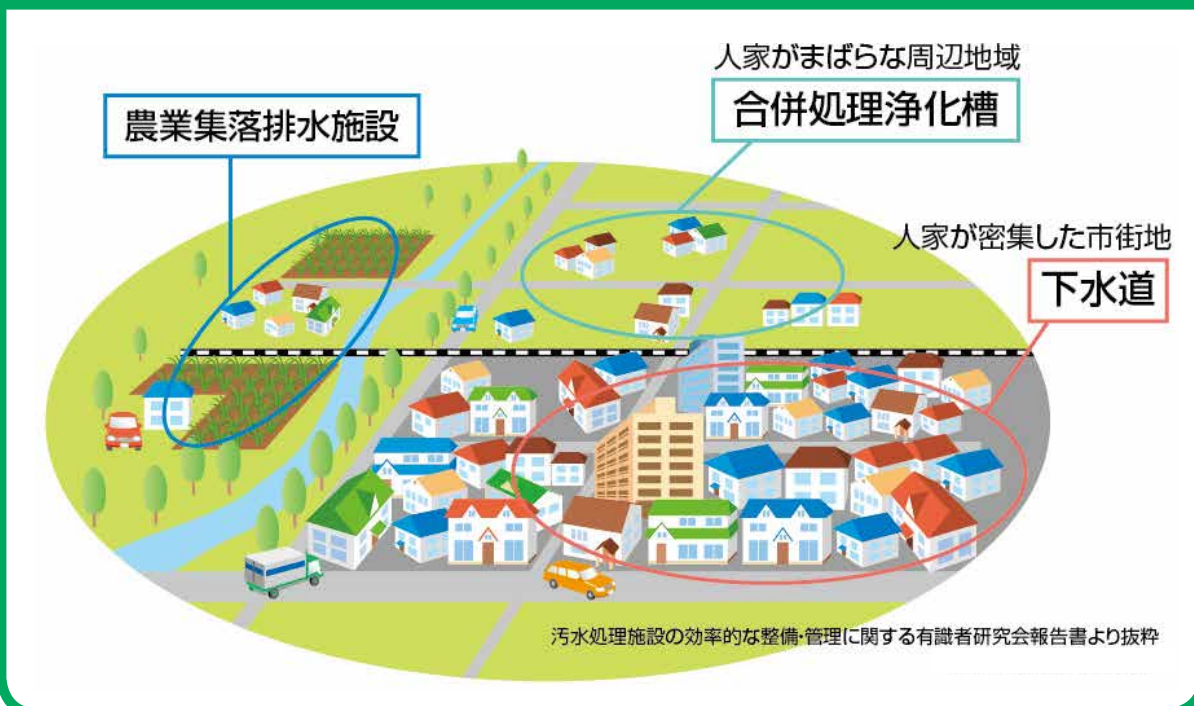 農業集落排水施設
人家がまばらな周辺地域
合併処理浄化槽
人家が密集した市街地
下水道
汚水処理施設の効率的な整備・管理に関する有識者研究会報告書より抜粋